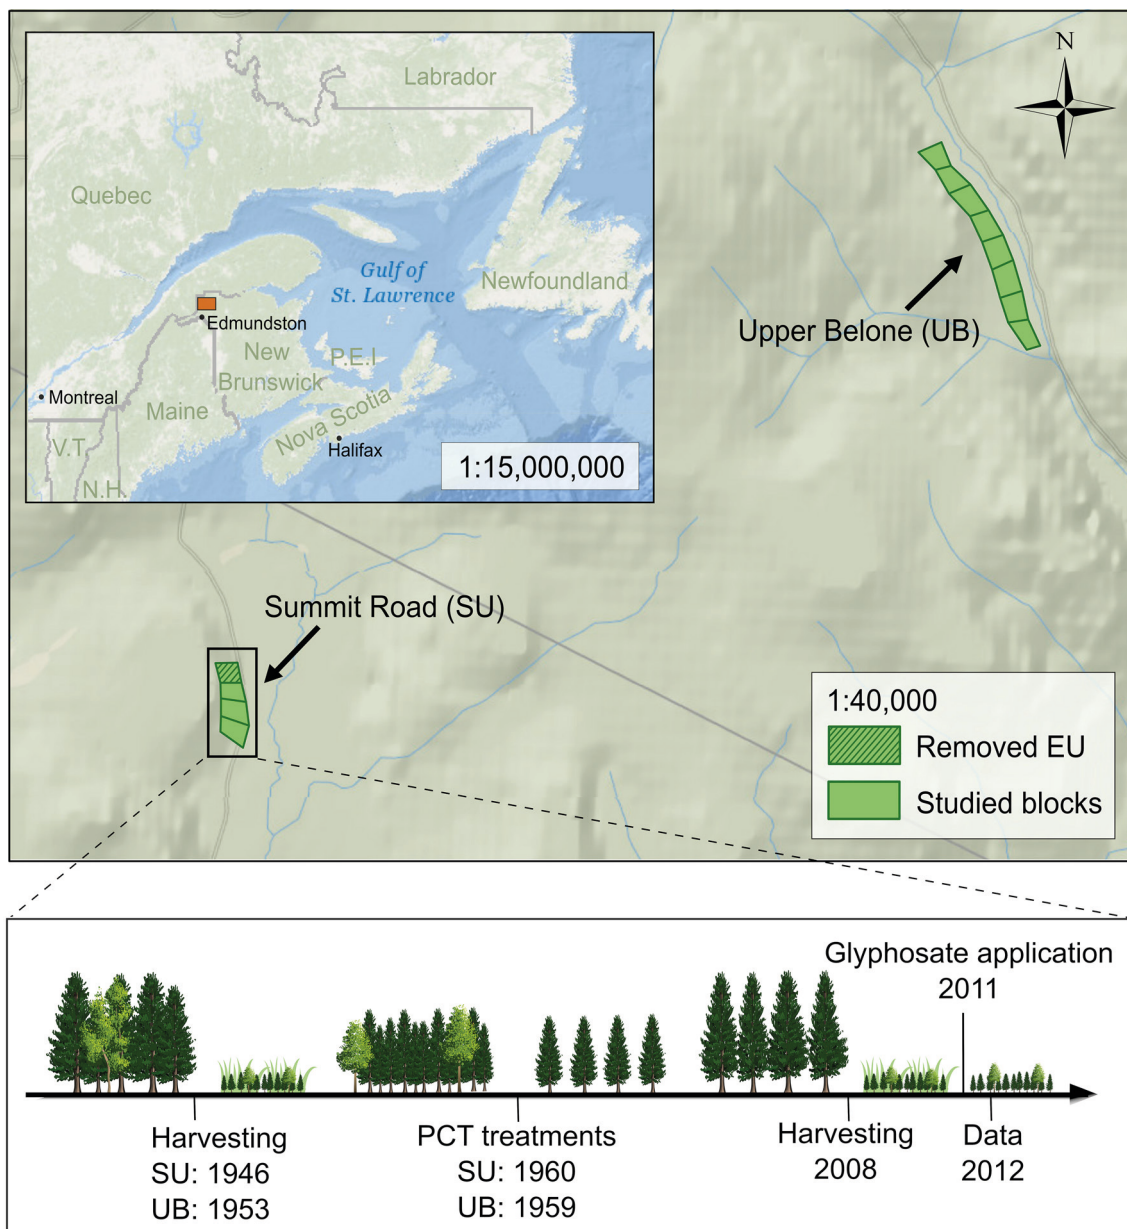 N
Labrador
Quebec
Gulf of
St. Lawrence
Newfoundland
Edmundston
New
Brunswick
P.E.I
Montreal
Maine
Nova Scotia
Halifax
V.T.
N.H.
1:15,000,000
Upper Belone (UB)
Summit Road (SU)
1:40,000
Removed EU
Studied blocks
Glyphosate application
2011
Harvesting
SU: 1946
UB: 1953
PCT treatments
SU: 1960
UB: 1959
Harvesting
2008
Data
2012